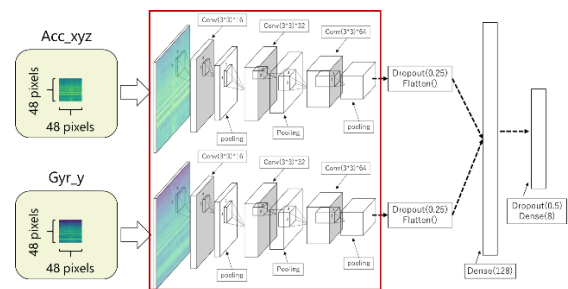 Acc_xyz
48 pixels
48 pixels
Conv(3*3)*16
Conv(3*3)*32
Conv(3*3)*64
pooling
Pooling
pooling
Dropout(0.25)
Flatten()
Gyr_y
48 pixels
48 pixels
Conv(3*3)*16
Conv(3*3)*32
Conv(3*3)*64
pooling
Pooling
pooling
Dropout(0.25)
Flatten()
Dense(128)
Dropout(0.5)
Dense(8)